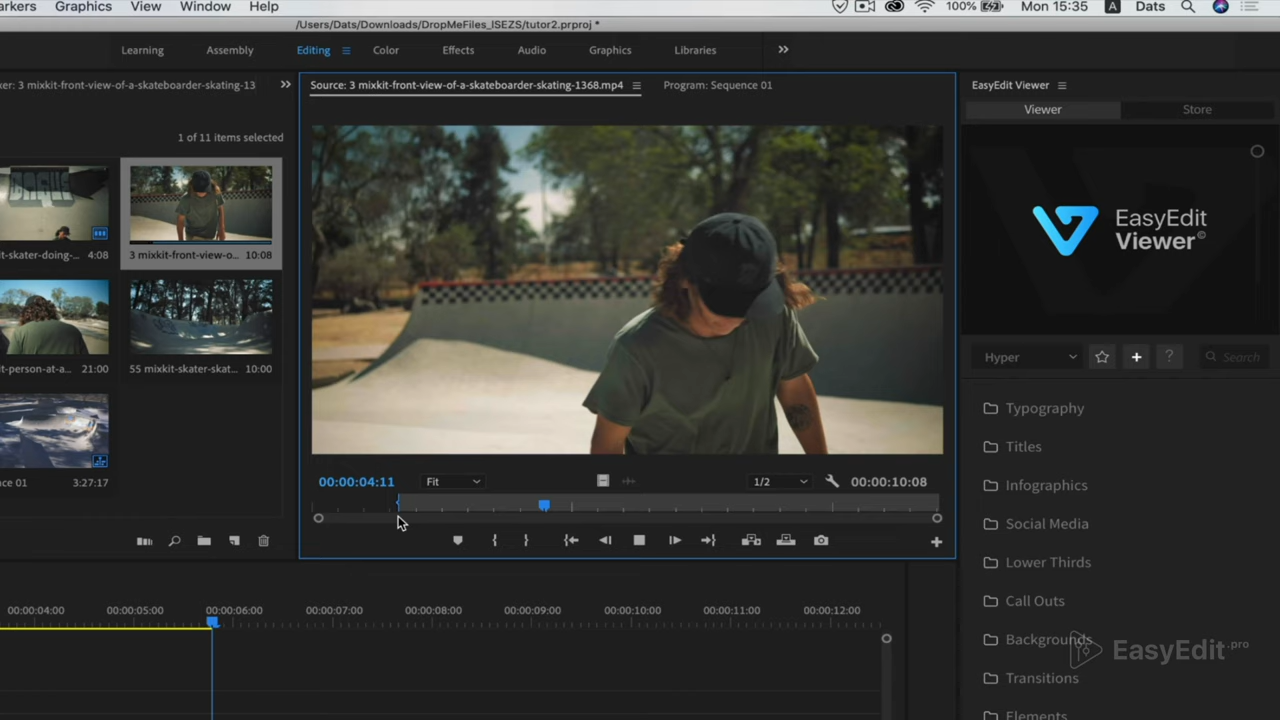 arkers Graphics View Window Help 100% Mon 15:35 A Dats
/Users/Dats/Downloads/DropMeFiles_ISEZS/tutor2.prproj *
Learning Assembly Editing Color Effects Audio Graphics Libraries
ker: 3 mixkit-front-view-of-a-skateboarder-skating-13
Source: 3 mixkit-front-view-of-a-skateboarder-skating-1368.mp4 Program: Sequence 01
EasyEdit Viewer
Viewer Store
1 of 11 items selected
EasyEdit
Viewer©
it-skater-doing-... 4:08
3 mixkit-front-view-o... 10:08
Hyper ? Search
it-person-at-a... 21:00
55 mixkit-skater-skat... 10:00
Typography
Titles
nce 01 3:27:17
00:00:04:11 Fit 1/2 00:00:10:08
Infographics
Social Media
Lower Thirds
Call Outs
00:00:04:00 00:00:05:00 00:00:06:00 00:00:07:00 00:00:08:00 00:00:09:00 00:00:10:00 00:00:11:00 00:00:12:00
Backgrounds
EasyEdit.pro
Transitions
Elements